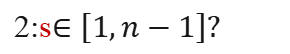 2:s∈ [1, n − 1]?